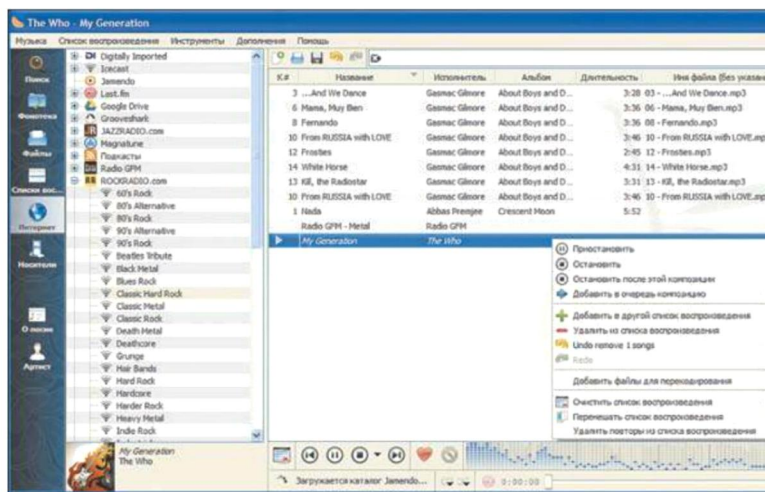 The Who - My Generation
Музыка Список воспроизведения Инструменты Дополнения Помощь
Поиск
Фонотека
Файлы
Списки вос...
Интернет
Носители
О песне
Артист
Digitally Imported
Icecast
Jamendo
Last.fm
Google Drive
Grooveshark
JAZZRADIO.com
Magnatune
Подкасты
Radio GFM
ROCKRADIO.com
60's Rock
80's Alternative
80's Rock
90's Alternative
90's Rock
Beatles Tribute
Black Metal
Blues Rock
Classic Hard Rock
Classic Metal
Classic Rock
Death Metal
Deathcore
Grunge
Hair Bands
Hard Rock
Hardcore
Harder Rock
Heavy Metal
Indie Rock
К.# Название Исполнитель Альбом Длительность Имя файла (без указани
3 ...And We Dance Gasmac Gilmore About Boys and D... 3:28 03 - ...And We Dance.mp3
6 Mama, Muy Bien Gasmac Gilmore About Boys and D... 3:36 06 - Mama, Muy Bien.mp3
8 Fernando Gasmac Gilmore About Boys and D... 3:36 08 - Fernando.mp3
10 From RUSSIA with LOVE Gasmac Gilmore About Boys and D... 3:46 10 - From RUSSIA with LOVE.mp
12 Frosties Gasmac Gilmore About Boys and D... 2:45 12 - Frosties.mp3
14 White Horse Gasmac Gilmore About Boys and D... 4:31 14 - White Horse.mp3
13 Kill, the Radiostar Gasmac Gilmore About Boys and D... 3:31 13 - Kill, the Radiostar.mp3
10 From RUSSIA with LOVE Gasmac Gilmore About Boys and D... 3:46 10 - From RUSSIA with LOVE.mp
1 Nada Abbas Premjee Crescent Moon 5:52
Radio GFM - Metal Radio GFM
My Generation The Who
Приостановить
Остановить
Остановить после этой композиции
Добавить в очередь композицию
Добавить в другой список воспроизведения
Удалить из списка воспроизведения
Undo remove 1 songs
Redo
Добавить файлы для перекодирования
Очистить список воспроизведения
Перемешать список воспроизведения
Удалить повторы из списка воспроизведения
My Generation
The Who
Загружается каталог Jamendo...
0:00:00